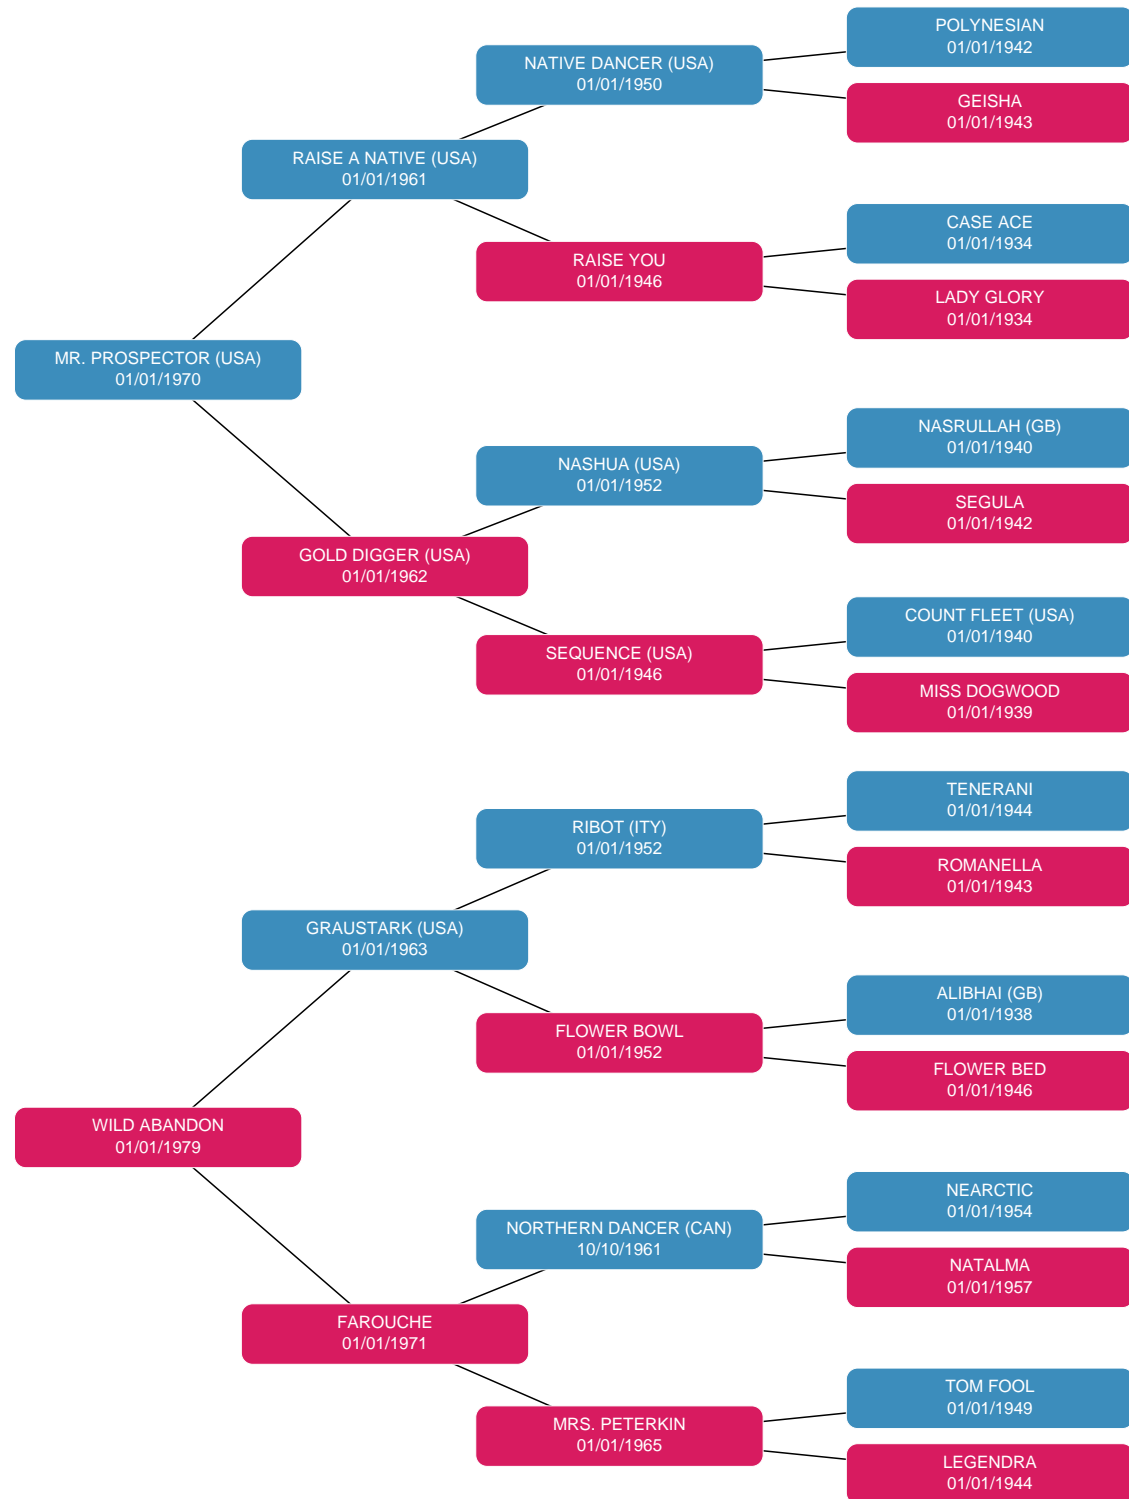 POLYNESIAN
01/01/1942
NATIVE DANCER (USA)
01/01/1950
GEISHA
01/01/1943
RAISE A NATIVE (USA)
01/01/1961
CASE ACE
01/01/1934
RAISE YOU
01/01/1946
LADY GLORY
01/01/1934
MR. PROSPECTOR (USA)
01/01/1970
NASRULLAH (GB)
01/01/1940
NASHUA (USA)
01/01/1952
SEGULA
01/01/1942
GOLD DIGGER (USA)
01/01/1962
COUNT FLEET (USA)
01/01/1940
SEQUENCE (USA)
01/01/1946
MISS DOGWOOD
01/01/1939
TENERANI
01/01/1944
RIBOT (ITY)
01/01/1952
ROMANELLA
01/01/1943
GRAUSTARK (USA)
01/01/1963
ALIBHAI (GB)
01/01/1938
FLOWER BOWL
01/01/1952
FLOWER BED
01/01/1946
WILD ABANDON
01/01/1979
NEARCTIC
01/01/1954
NORTHERN DANCER (CAN)
10/10/1961
NATALMA
01/01/1957
FAROUCHE
01/01/1971
TOM FOOL
01/01/1949
MRS. PETERKIN
01/01/1965
LEGENDRA
01/01/1944